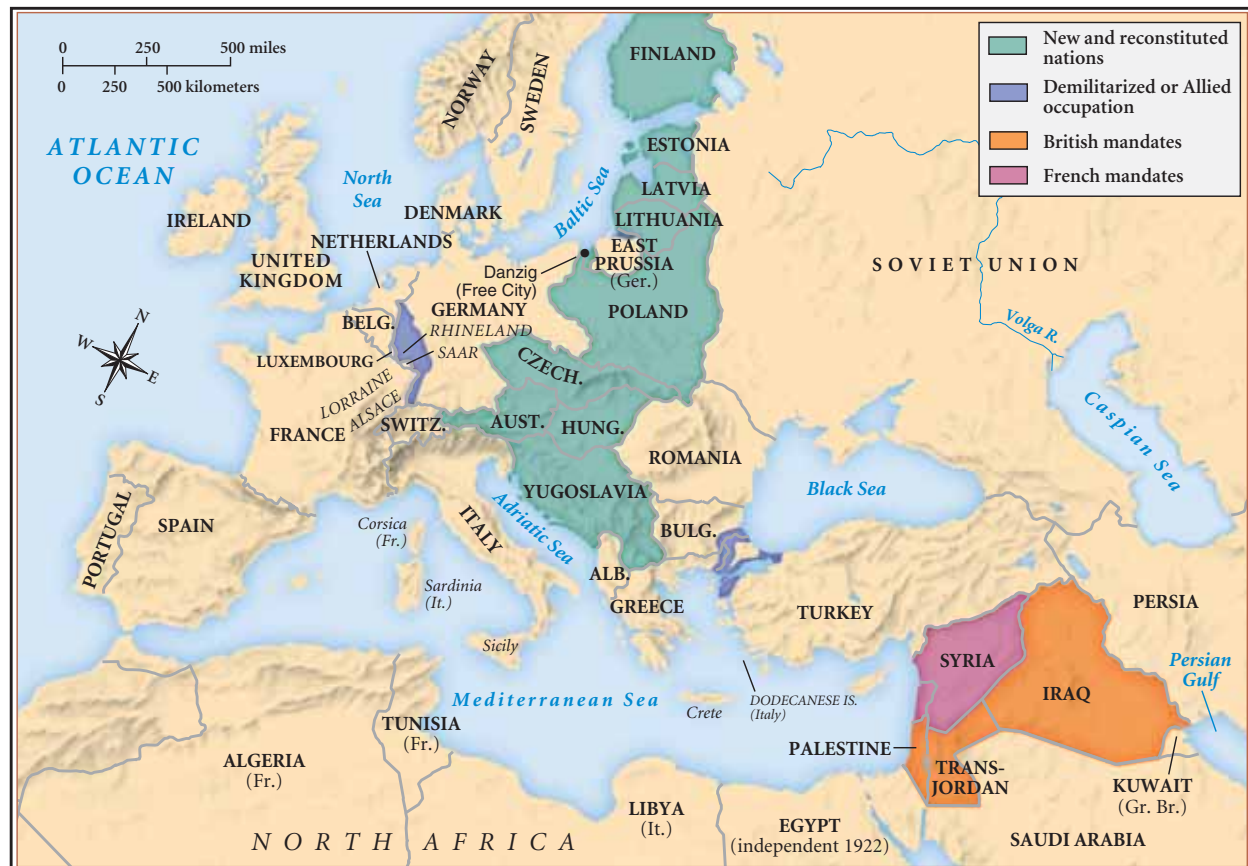 0 250 500 miles
0 250 500 kilometers
New and reconstituted
nations
Demilitarized or Allied
occupation
British mandates
French mandates
FINLAND
NORWAY
SWEDEN
ATLANTIC
OCEAN
ESTONIA
North
Sea
Baltic Sea
LATVIA
IRELAND
DENMARK
LITHUANIA
NETHERLANDS
UNITED
KINGDOM
EAST
PRUSSIA
(Ger.)
Danzig
(Free City)
SOVIET UNION
GERMANY
POLAND
BELG.
RHINELAND
Volga R.
N
W
E
S
LUXEMBOURG
SAAR
CZECH.
LORRAINE
ALSACE
FRANCE
SWITZ.
AUST.
HUNG.
Caspian Sea
ROMANIA
YUGOSLAVIA
Black Sea
PORTUGAL
SPAIN
Corsica
(Fr.)
ITALY
Adriatic Sea
BULG.
ALB.
Sardinia
(It.)
GREECE
TURKEY
PERSIA
Sicily
SYRIA
Persian
Gulf
Mediterranean Sea
Crete
DODECANESE IS.
(Italy)
IRAQ
TUNISIA
(Fr.)
PALESTINE
ALGERIA
(Fr.)
TRANS-
JORDAN
KUWAIT
(Gr. Br.)
LIBYA
(It.)
EGYPT
(independent 1922)
NORTH AFRICA
SAUDI ARABIA